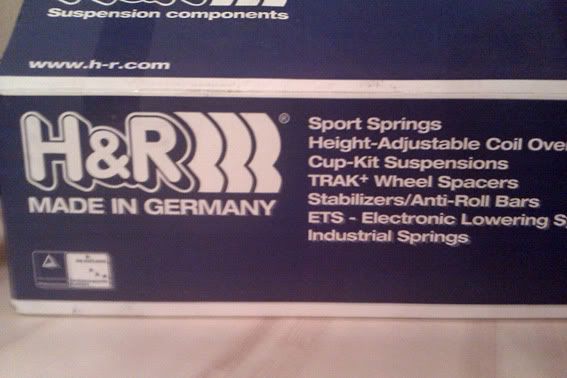 Suspension components
www.h-r.com
H&R®
MADE IN GERMANY
Sport Springs
Height-Adjustable Coil Ove
Cup-Kit Suspensions
TRAK+ Wheel Spacers
Stabilizers/Anti-Roll Bars
ETS - Electronic Lowering S
Industrial Springs